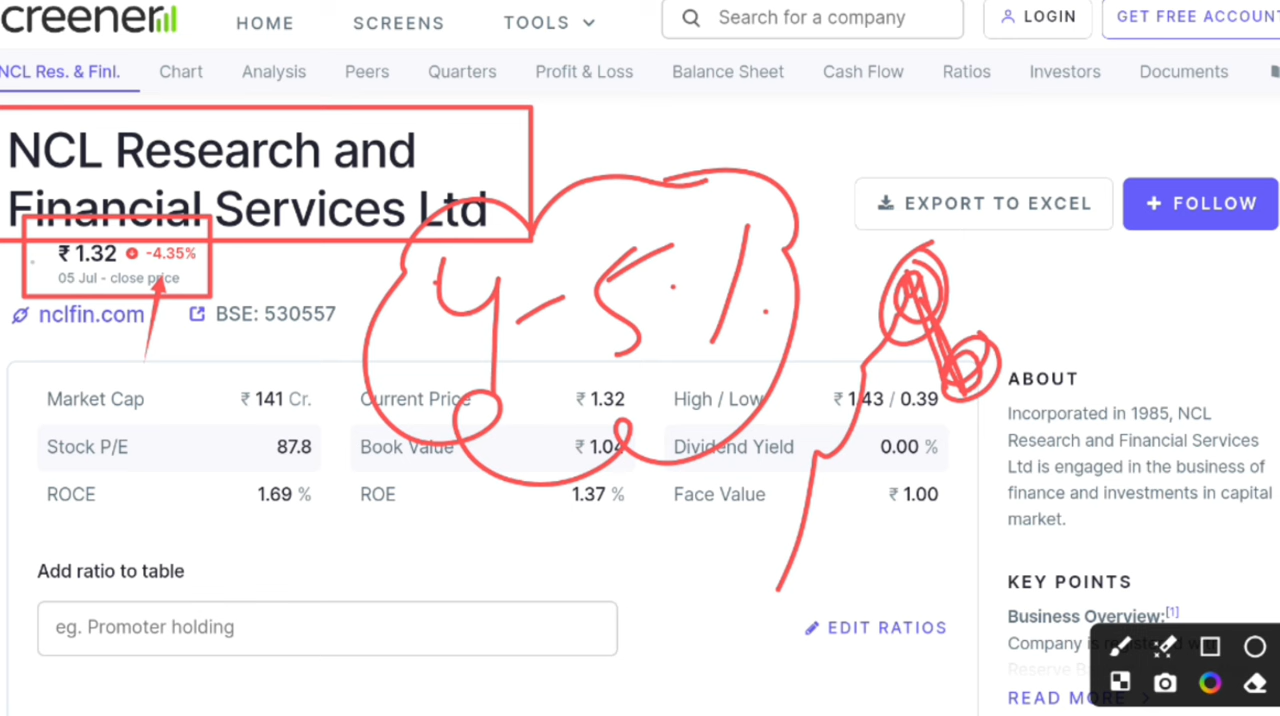 creener
HOME SCREENS TOOLS
Search for a company
LOGIN
GET FREE ACCOUNT
NCL Res. & Finl. Chart Analysis Peers Quarters Profit & Loss Balance Sheet Cash Flow Ratios Investors Documents
NCL Research and
Financial Services Ltd
₹ 1.32 -4.35%
05 Jul - close price
nclfin.com BSE: 530557
EXPORT TO EXCEL
+ FOLLOW
4-5.%
Market Cap ₹ 141 Cr. Current Price ₹ 1.32 High / Low ₹ 1.43 / 0.39
Stock P/E 87.8 Book Value ₹ 1.04 Dividend Yield 0.00 %
ROCE 1.69 % ROE 1.37 % Face Value ₹ 1.00
Add ratio to table
eg. Promoter holding
EDIT RATIOS
ABOUT
Incorporated in 1985, NCL
Research and Financial Services
Ltd is engaged in the business of
finance and investments in capital
market.
KEY POINTS
Business Overview:[1]
Company is registered
Reserve
READ MORE